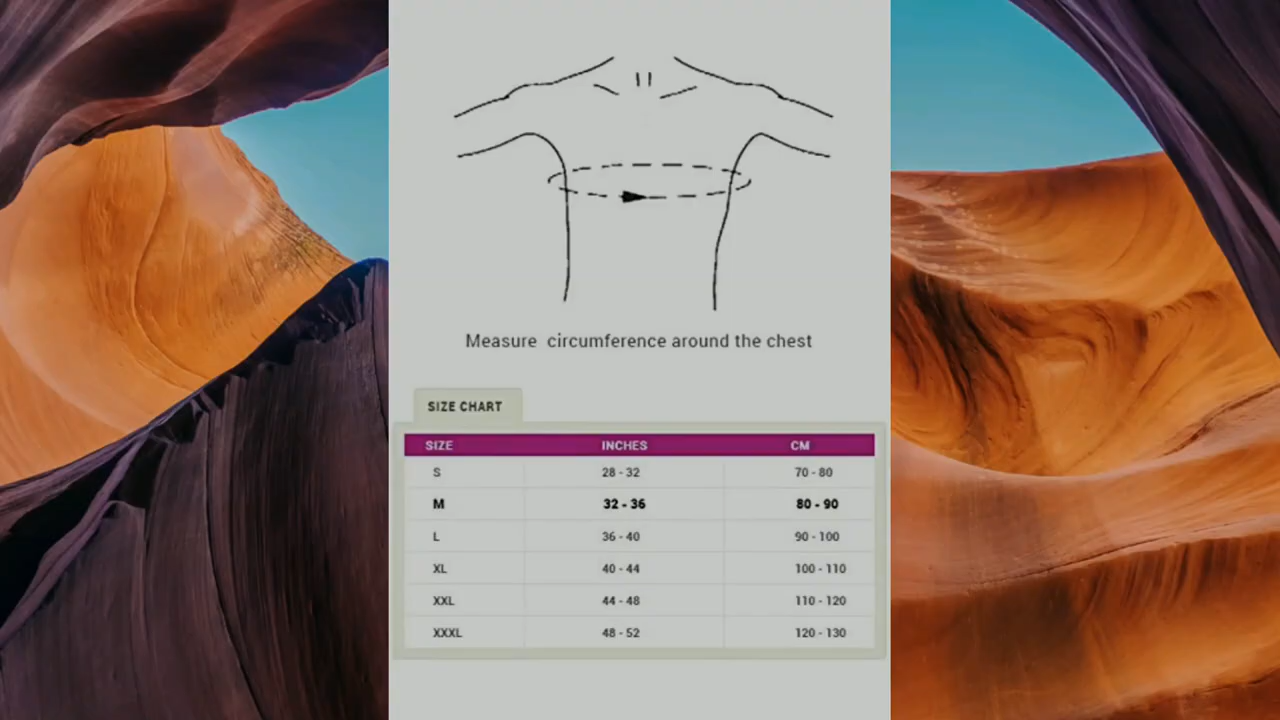 Measure circumference around the chest
SIZE CHART
SIZE INCHES CM
S 28 - 32 70 - 80
M 32 - 36 80 - 90
L 36 - 40 90 - 100
XL 40 - 44 100 - 110
XXL 44 - 48 110 - 120
XXXL 48 - 52 120 - 130